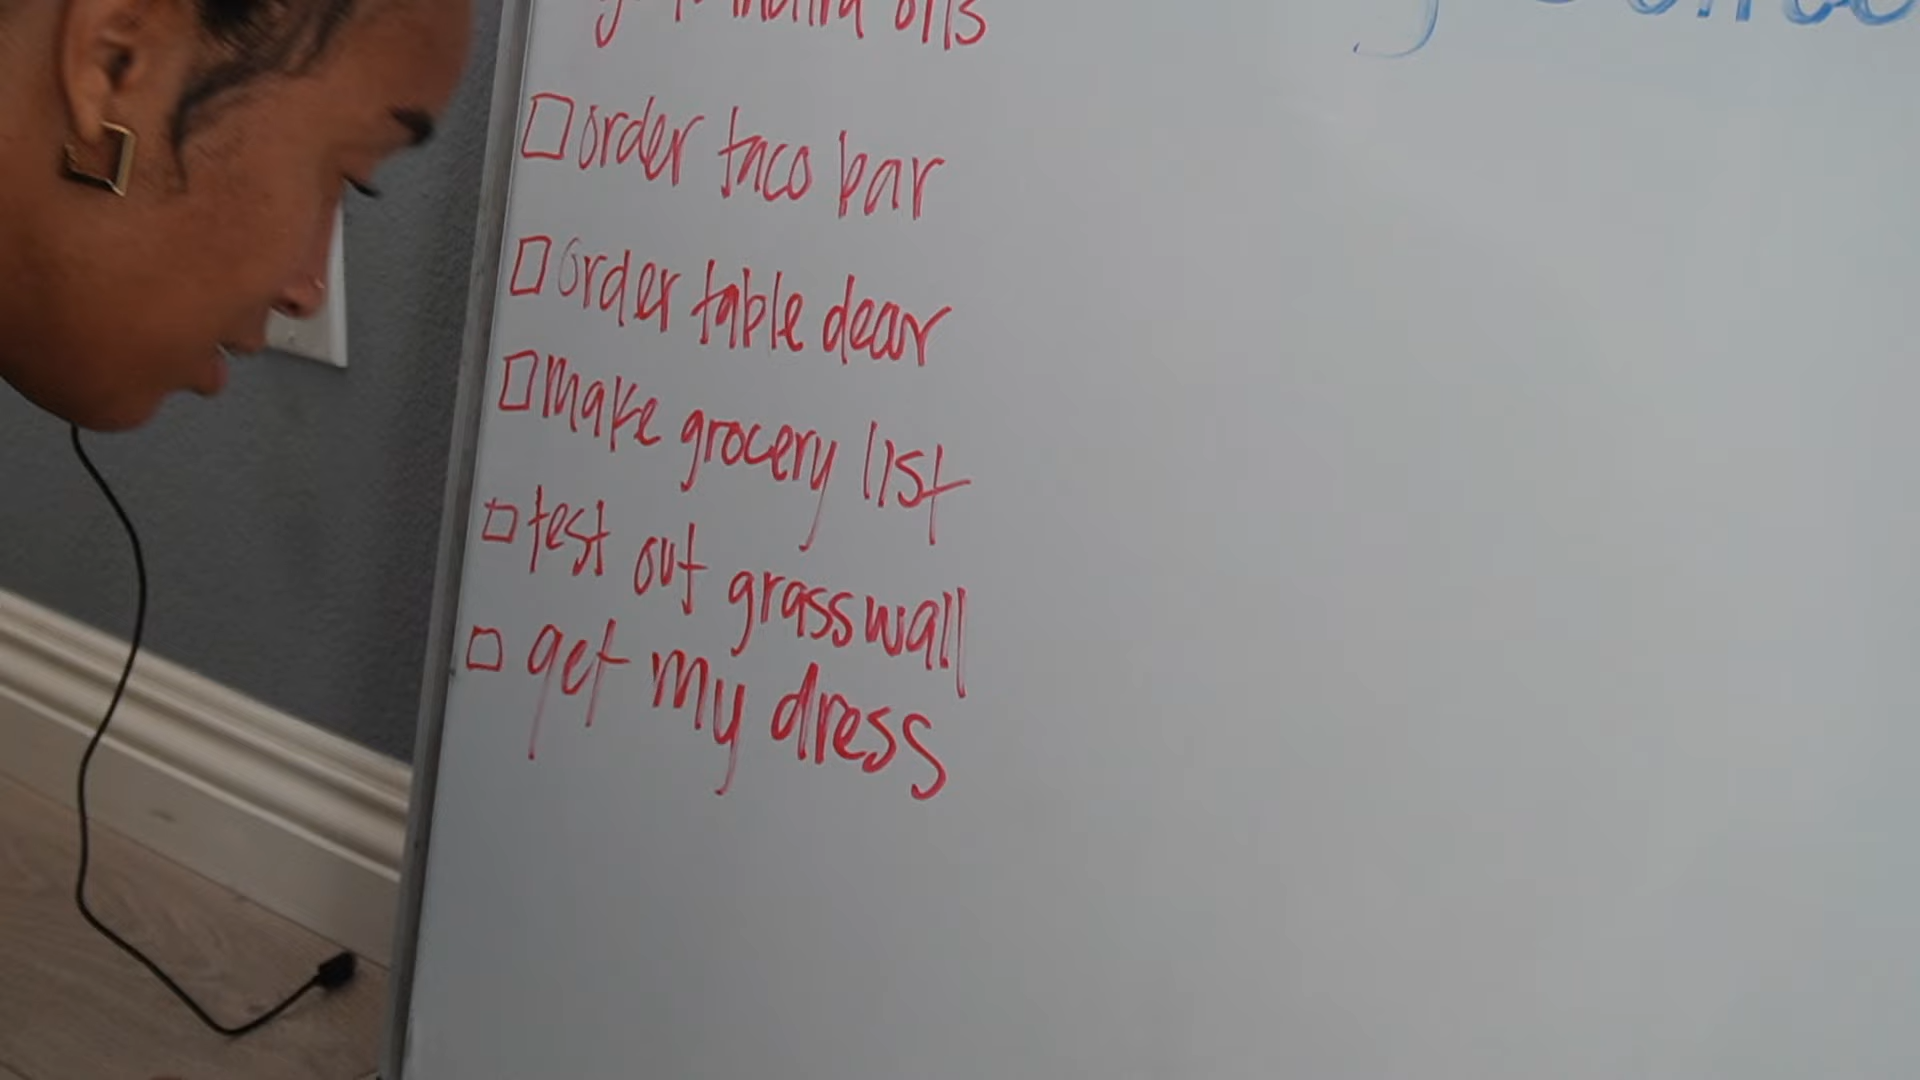 order taco bar
order table decor
make grocery list
test out grass wall
get my dress